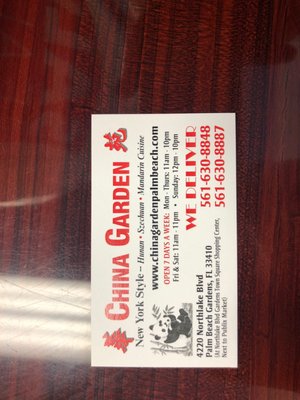 華 CHINA GARDEN 苑
New York Style ~ Hunan • Szechuan • Mandarin Cuisine
www.chinagardenpalmbeach.com
OPEN 7 DAYS A WEEK: Mon - Thurs: 11am - 10pm
Fri & Sat: 11am - 11pm • Sunday: 12pm - 10pm
WE DELIVER
561-630-8848
561-630-8887
4220 Northlake Blvd
Palm Beach Gardens, FL 33410
(At Northlake Blvd Gardens Town Square Shopping Center,
Next to Publix Market)